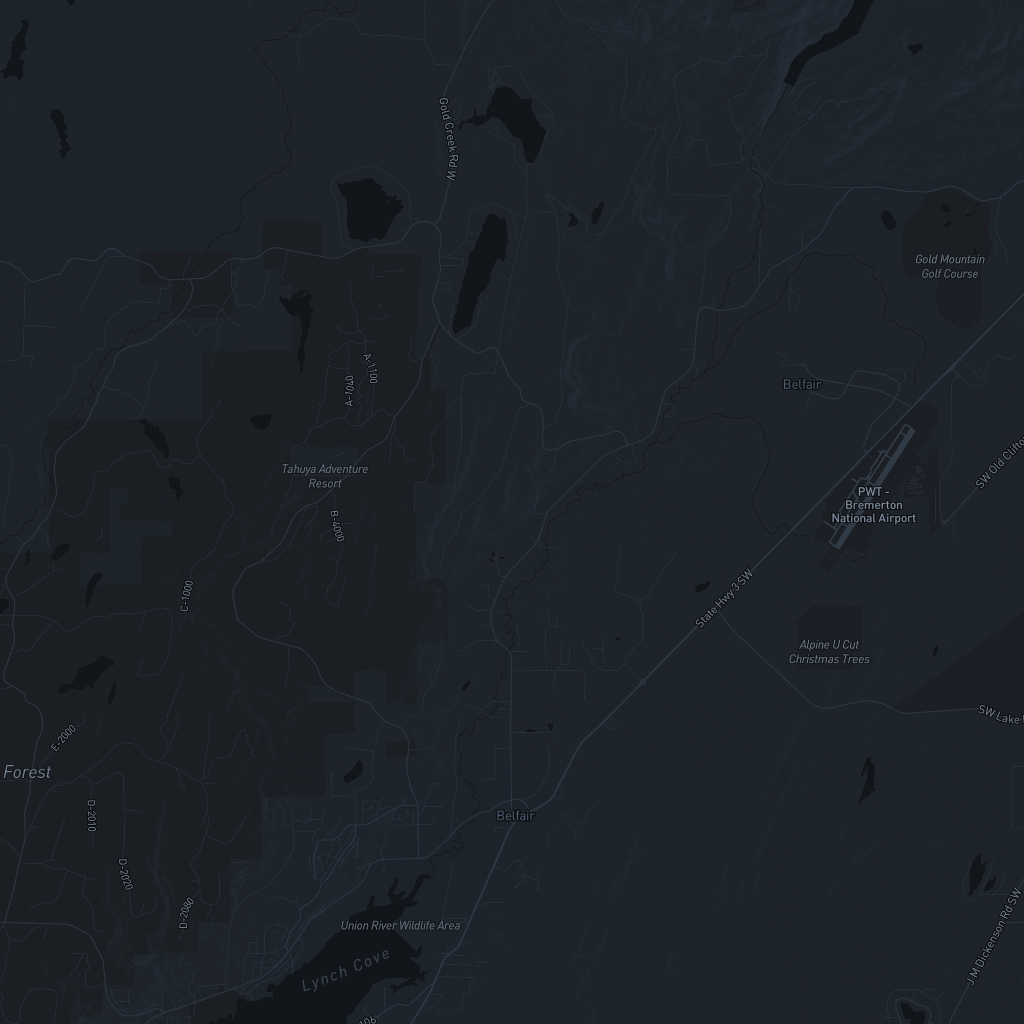 Gold Creek Rd W
Gold Mountain
Golf Course
A-1100
A-1040
Belfair
SW Old Clifto
Tahuya Adventure
Resort
PWT -
Bremerton
National Airport
B-4000
C-1000
State Hwy 3 SW
Alpine U Cut
Christmas Trees
SW Lake
E-2000
Forest
D-2010
Belfair
D-2020
D-2080
Union River Wildlife Area
J M Dickenson Rd SW
Lynch Cove
106